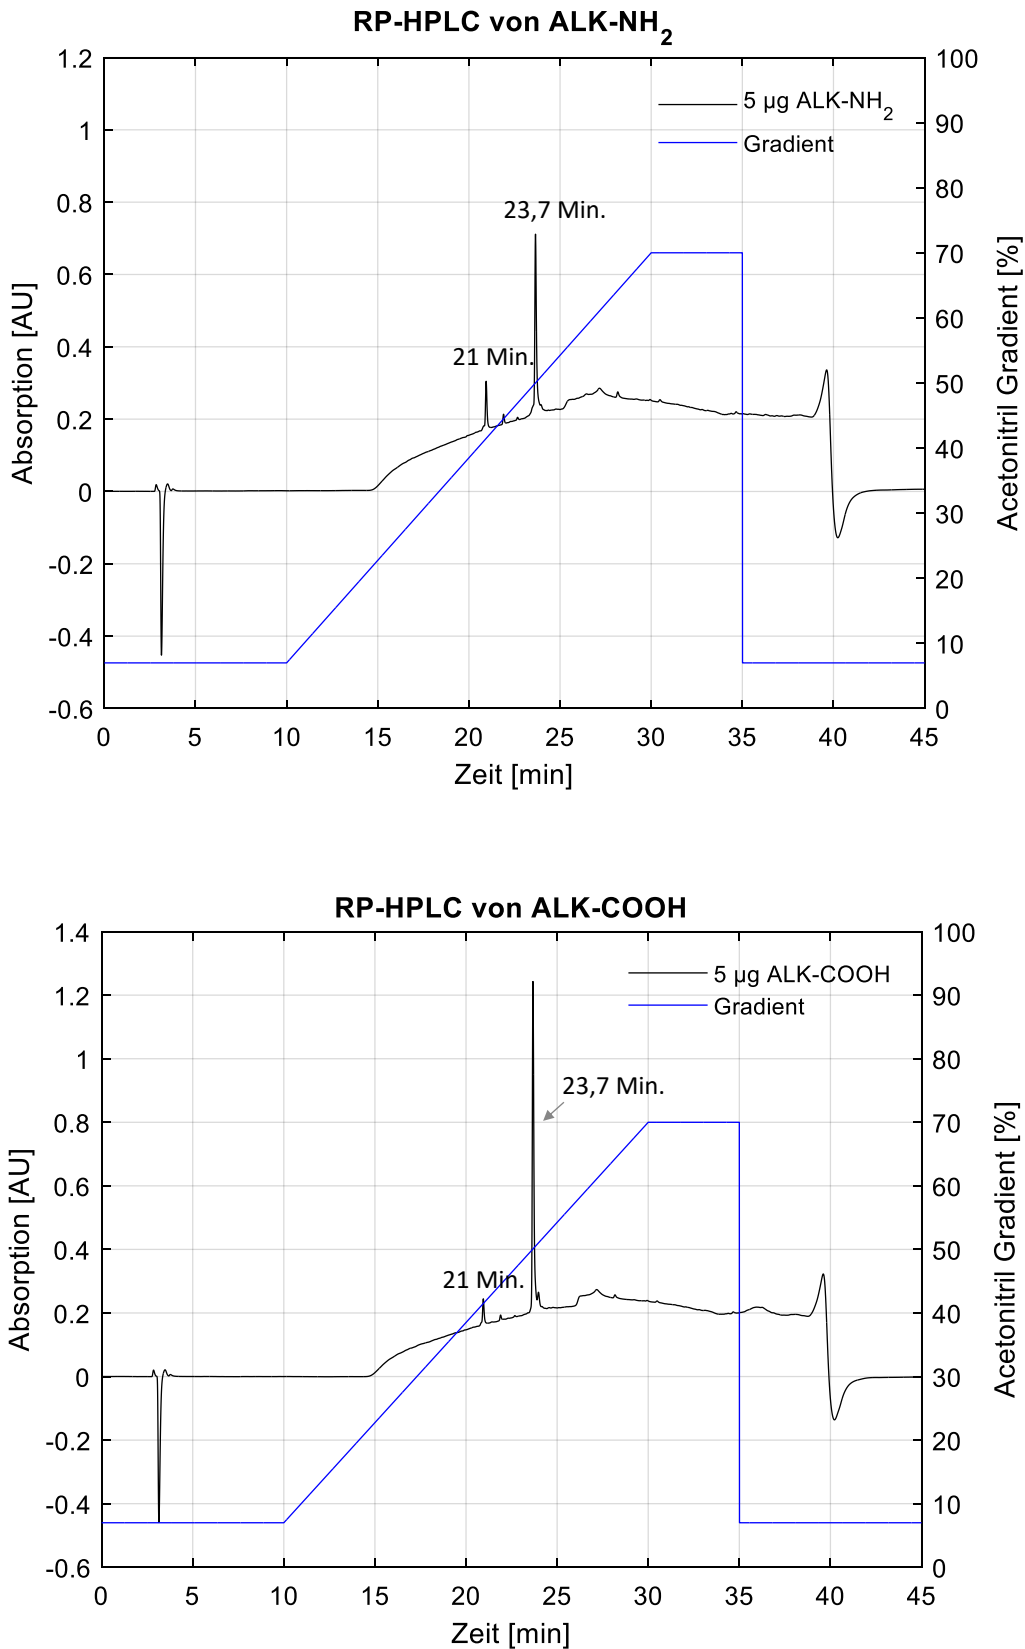 RP-HPLC von ALK-NH2
5 µg ALK-NH2
Gradient
23,7 Min.
21 Min.
Absorption [AU]
1.2
1
0.8
0.6
0.4
0.2
0
-0.2
-0.4
-0.6
100
90
80
70
60
50
40
30
20
10
0
Acetonitril Gradient [%]
0 5 10 15 20 25 30 35 40 45
Zeit [min]
RP-HPLC von ALK-COOH
5 µg ALK-COOH
Gradient
23,7 Min.
21 Min.
Absorption [AU]
1.4
1.2
1
0.8
0.6
0.4
0.2
0
-0.2
-0.4
-0.6
100
90
80
70
60
50
40
30
20
10
0
Acetonitril Gradient [%]
0 5 10 15 20 25 30 35 40 45
Zeit [min]